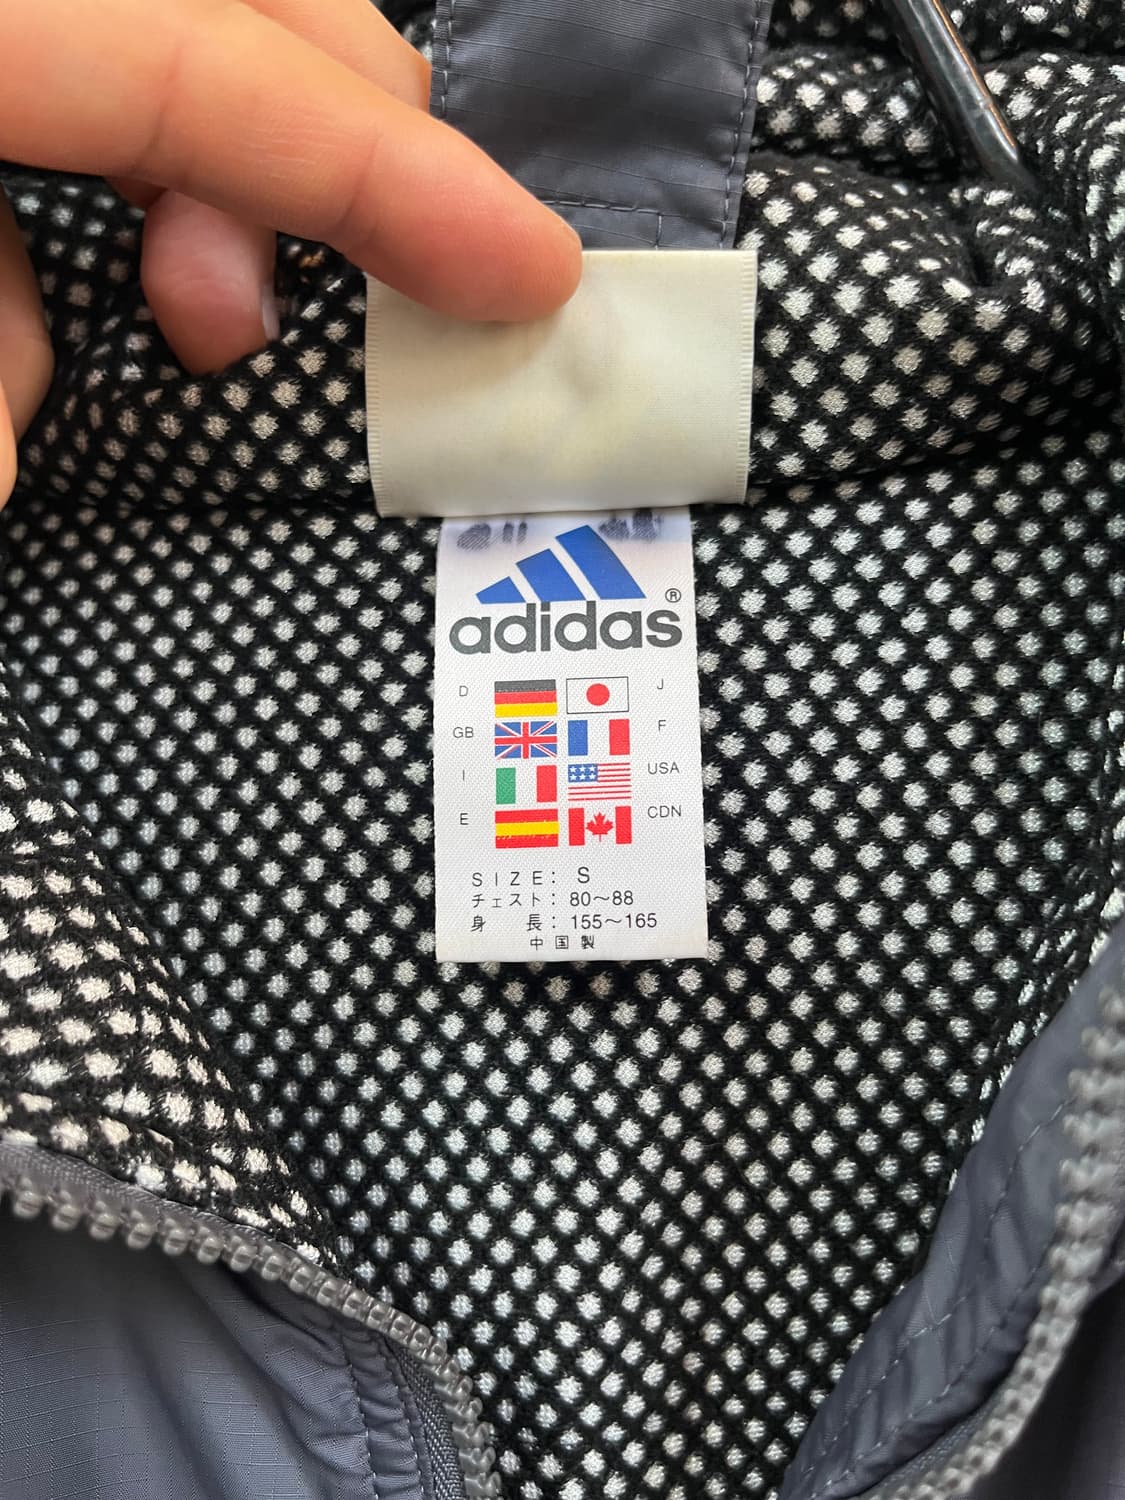 adidas®
D J
GB F
I USA
E CDN
SIZE: S
チェスト: 80～88
身長: 155～165
中国製